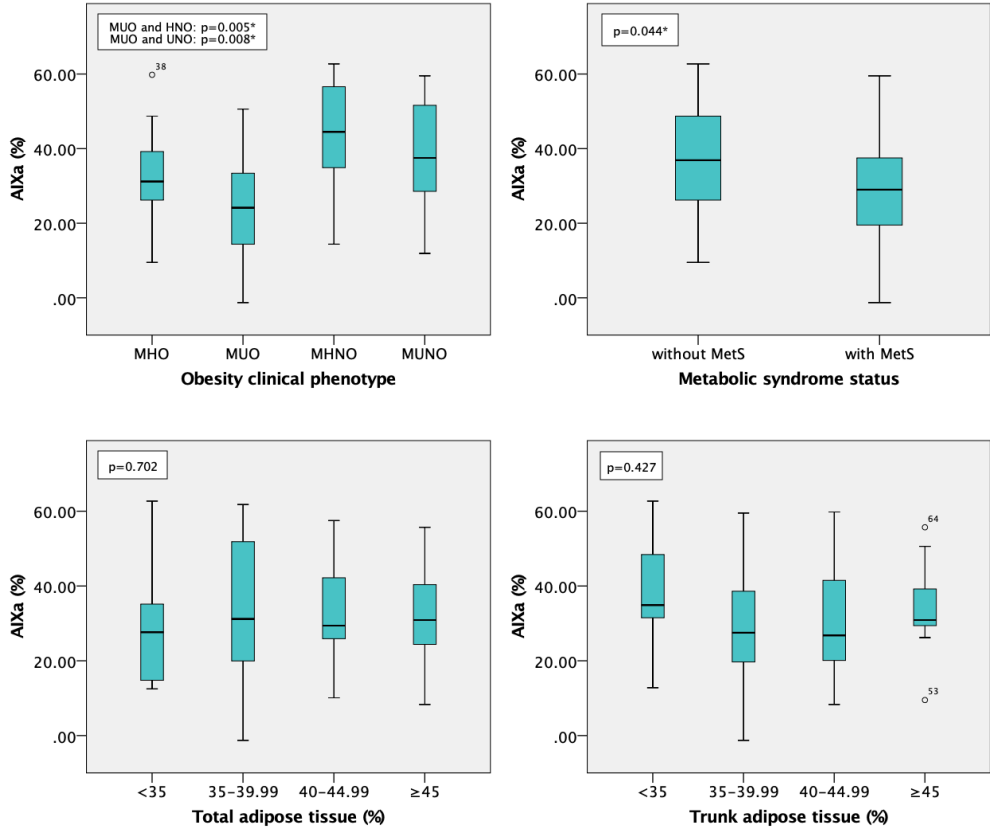 MUO and HNO: p=0.005*
MUO and UNO: p=0.008*
38
60.00
40.00
20.00
.00
AIXa (%)
MHO MUO MHNO MUNO
Obesity clinical phenotype
p=0.044*
60.00
40.00
20.00
.00
AIXa (%)
without MetS with MetS
Metabolic syndrome status
p=0.702
60.00
40.00
20.00
.00
AIXa (%)
<35 35-39.99 40-44.99 ≥45
Total adipose tissue (%)
p=0.427
64
53
60.00
40.00
20.00
.00
AIXa (%)
<35 35-39.99 40-44.99 ≥45
Trunk adipose tissue (%)